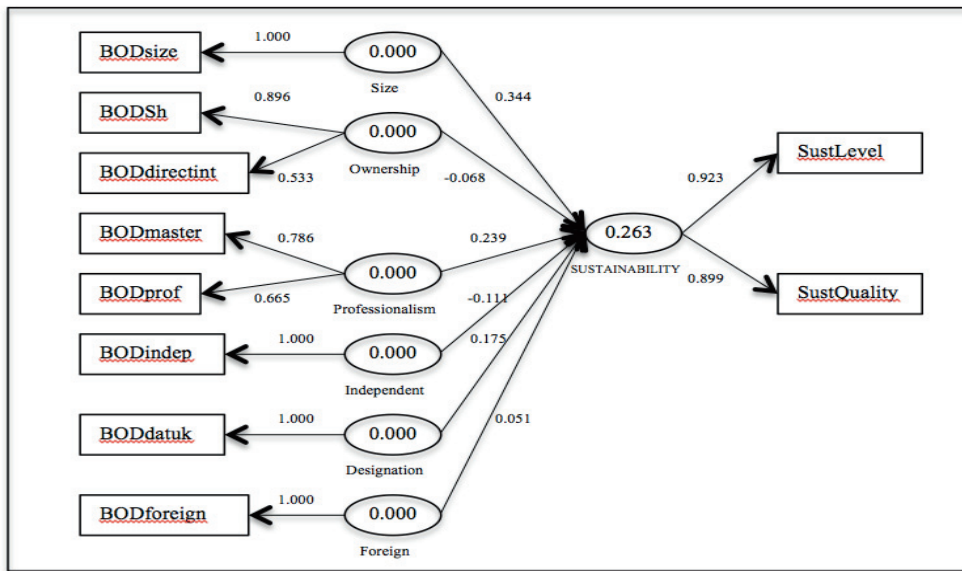 BODsize
1.000
0.000
Size
0.344
BODSh
0.896
0.000
Ownership
-0.068
BODdirectint
0.533
SustLevel
0.923
BODmaster
0.786
0.239
0.263
SUSTAINABILITY
0.000
Professionalism
BODprof
0.665
-0.111
0.899
SustQuality
BODindep
1.000
0.000
Independent
0.175
BODdatuk
1.000
0.000
Designation
0.051
BODforeign
1.000
0.000
Foreign